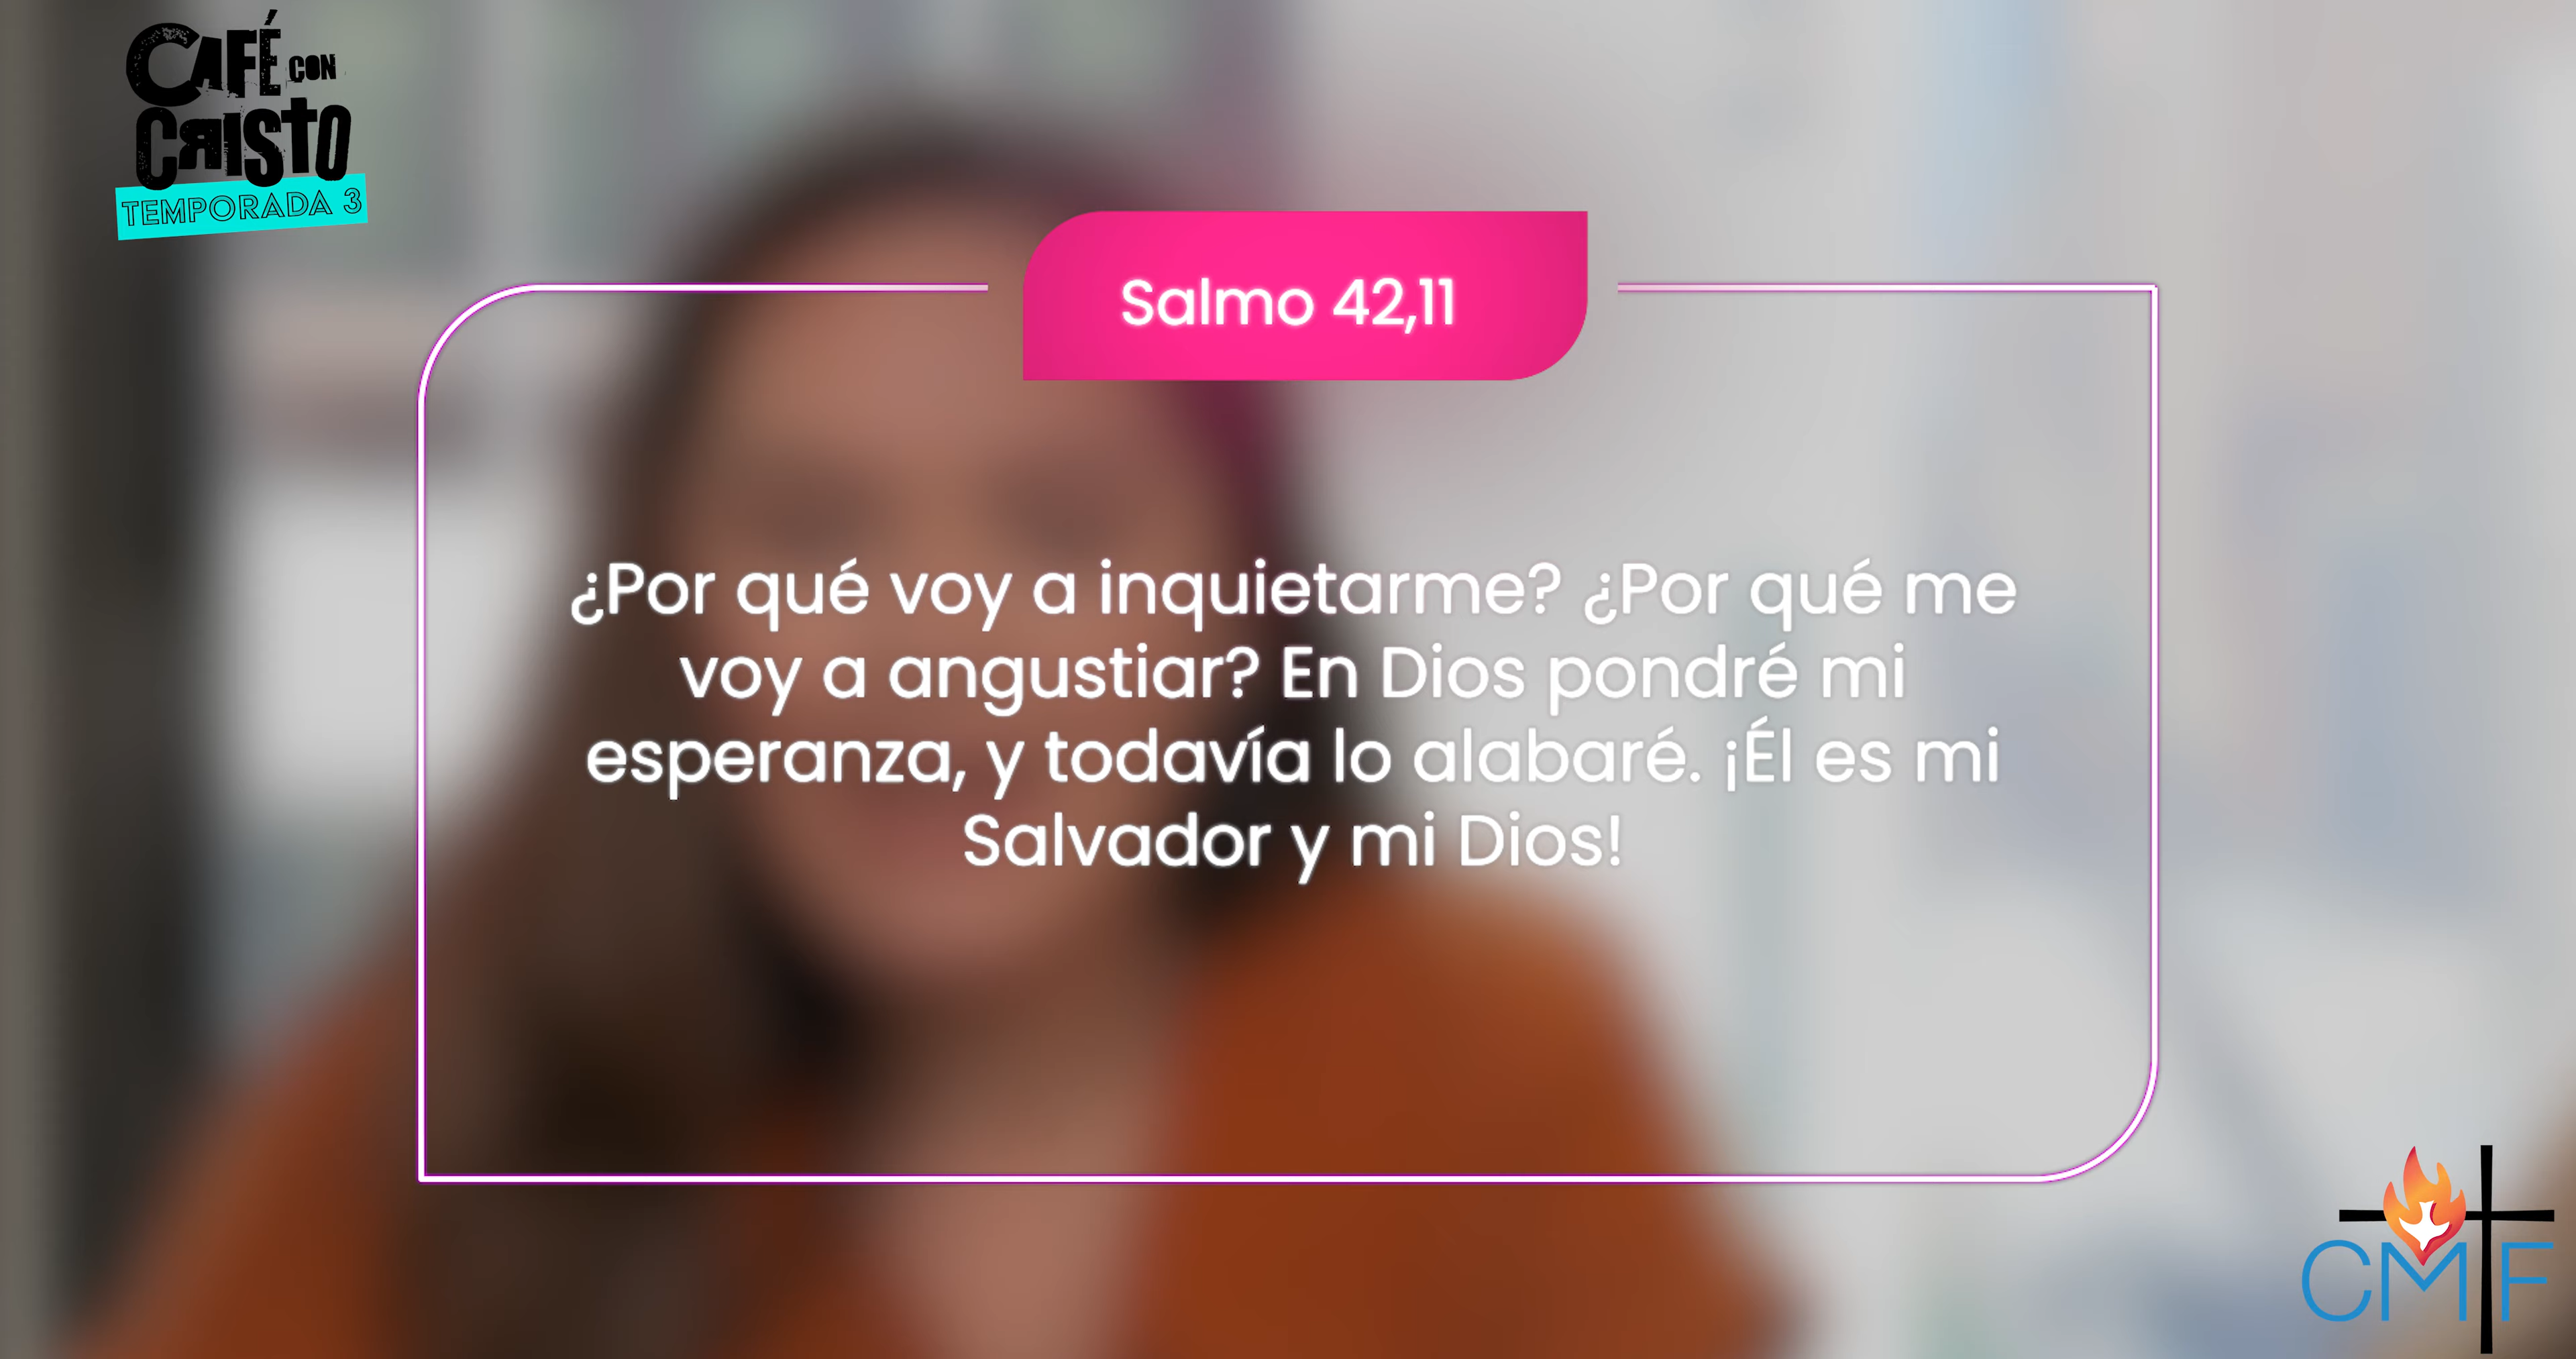 CAFÉ CON
CRISTO
TEMPORADA 3
Salmo 42,11
¿Por qué voy a inquietarme? ¿Por qué me
voy a angustiar? En Dios pondré mi
esperanza, y todavía lo alabaré. ¡Él es mi
Salvador y mi Dios!
CMF